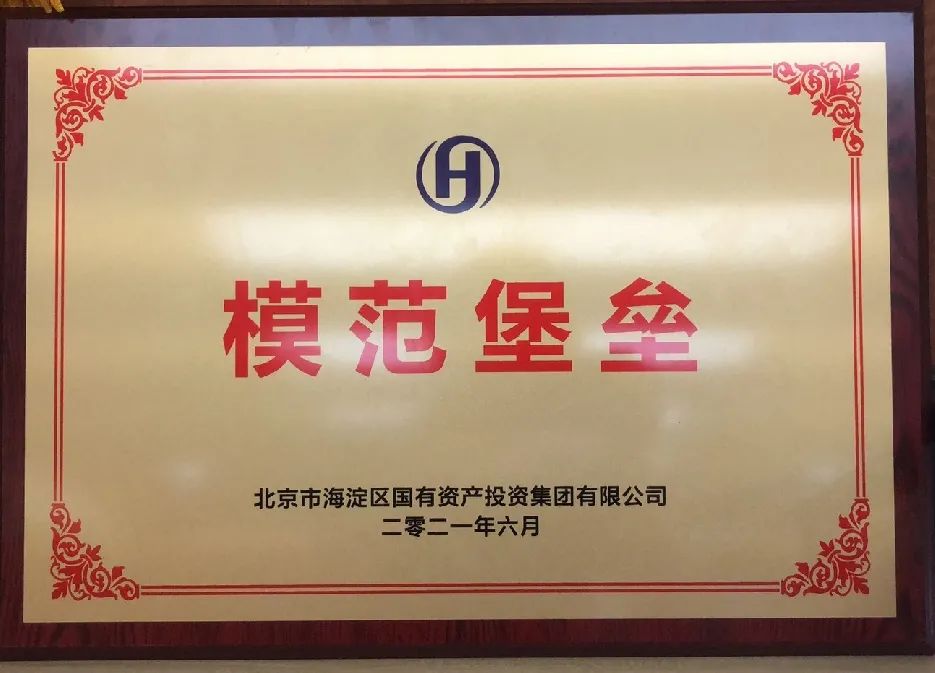 模范堡垒
北京市海淀区国有资产投资集团有限公司
二零二一年六月